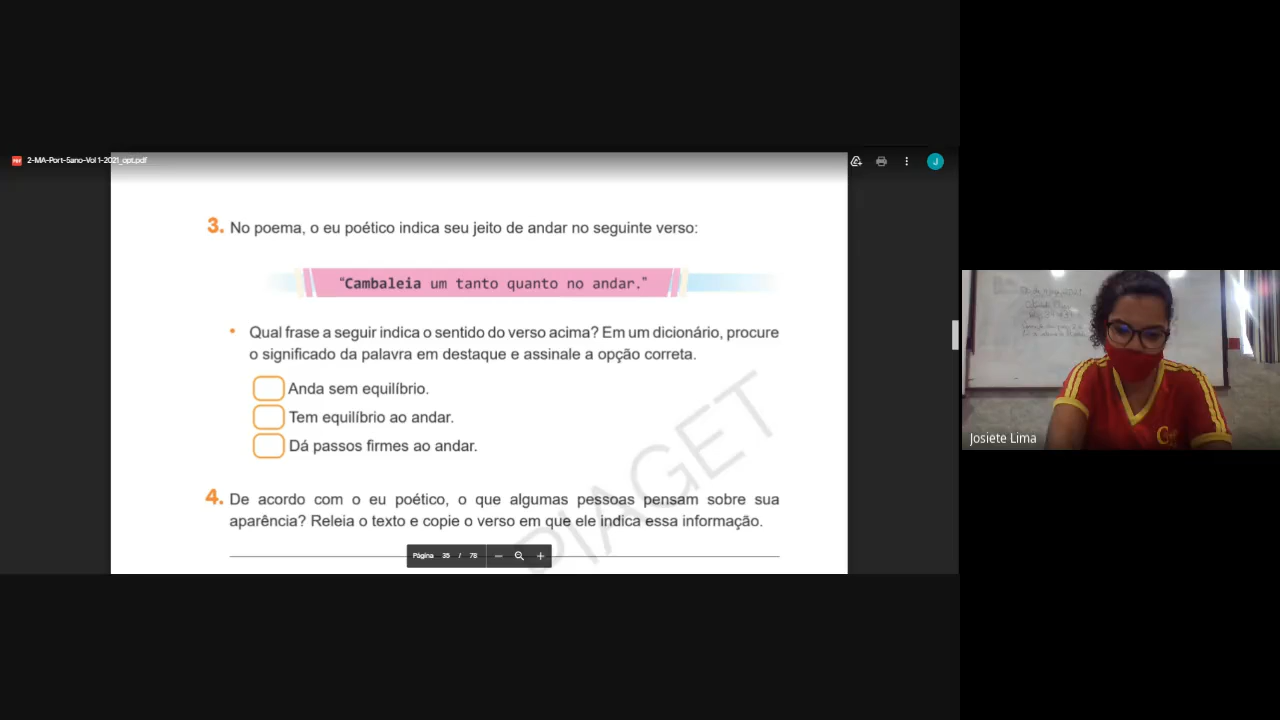 2-MA-Port-5ano-Vol 1-2021_opt.pdf
J
3. No poema, o eu poético indica seu jeito de andar no seguinte verso:
“Cambaleia um tanto quanto no andar.”
• Qual frase a seguir indica o sentido do verso acima? Em um dicionário, procure
o significado da palavra em destaque e assinale a opção correta.
Anda sem equilíbrio.
Tem equilíbrio ao andar.
Dá passos firmes ao andar.
4. De acordo com o eu poético, o que algumas pessoas pensam sobre sua
aparência? Releia o texto e copie o verso em que ele indica essa informação.
PIAGET
Página 35 / 78
Josiete Lima